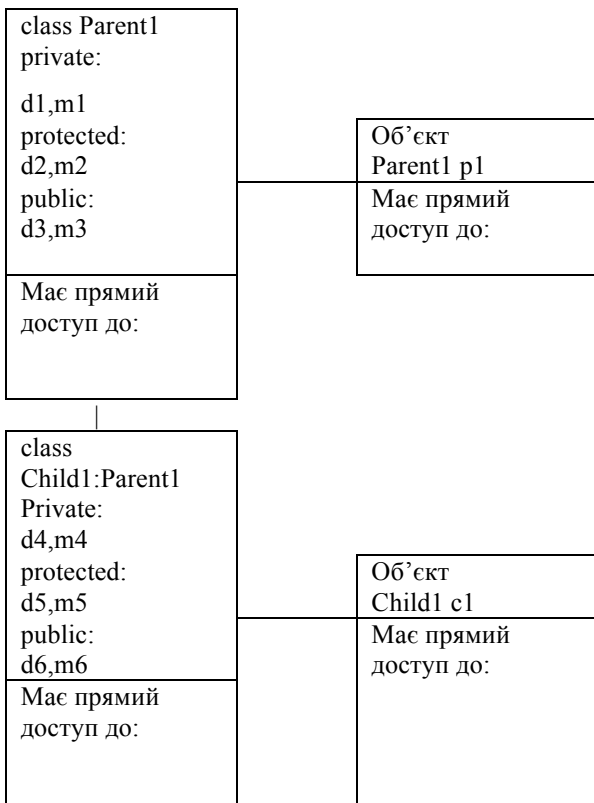 class Parent1
private:
d1,m1
protected:
d2,m2
public:
d3,m3
Має прямий
доступ до:
Об’єкт
Parent1 p1
Має прямий
доступ до:
class
Child1:Parent1
Private:
d4,m4
protected:
d5,m5
public:
d6,m6
Має прямий
доступ до:
Об’єкт
Child1 c1
Має прямий
доступ до: